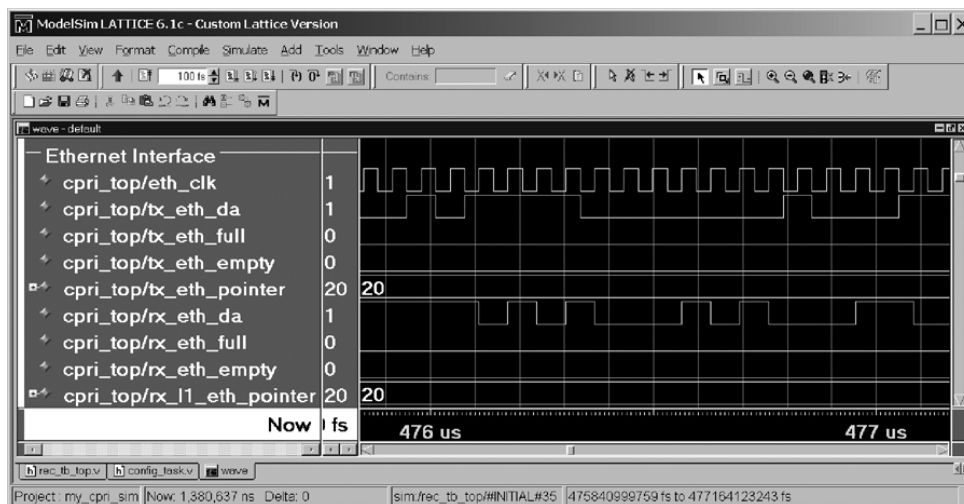 ModelSim LATTICE 6.1c - Custom Lattice Version
File Edit View Format Compile Simulate Add Tools Window Help
100 fs Contains:
wave - default
Ethernet Interface
cpri_top/eth_clk 1
cpri_top/tx_eth_da 1
cpri_top/tx_eth_full 0
cpri_top/tx_eth_empty 0
cpri_top/tx_eth_pointer 20 20
cpri_top/rx_eth_da 1
cpri_top/rx_eth_full 0
cpri_top/rx_eth_empty 0
cpri_top/rx_l1_eth_pointer 20 20
Now fs 476 us 477 us
rec_tb_top.v config_task.v wave
Project : my_cpri_sim Now: 1,380,637 ns Delta: 0 sim:/rec_tb_top/#INITIAL#35 475840999759 fs to 477164123243 fs